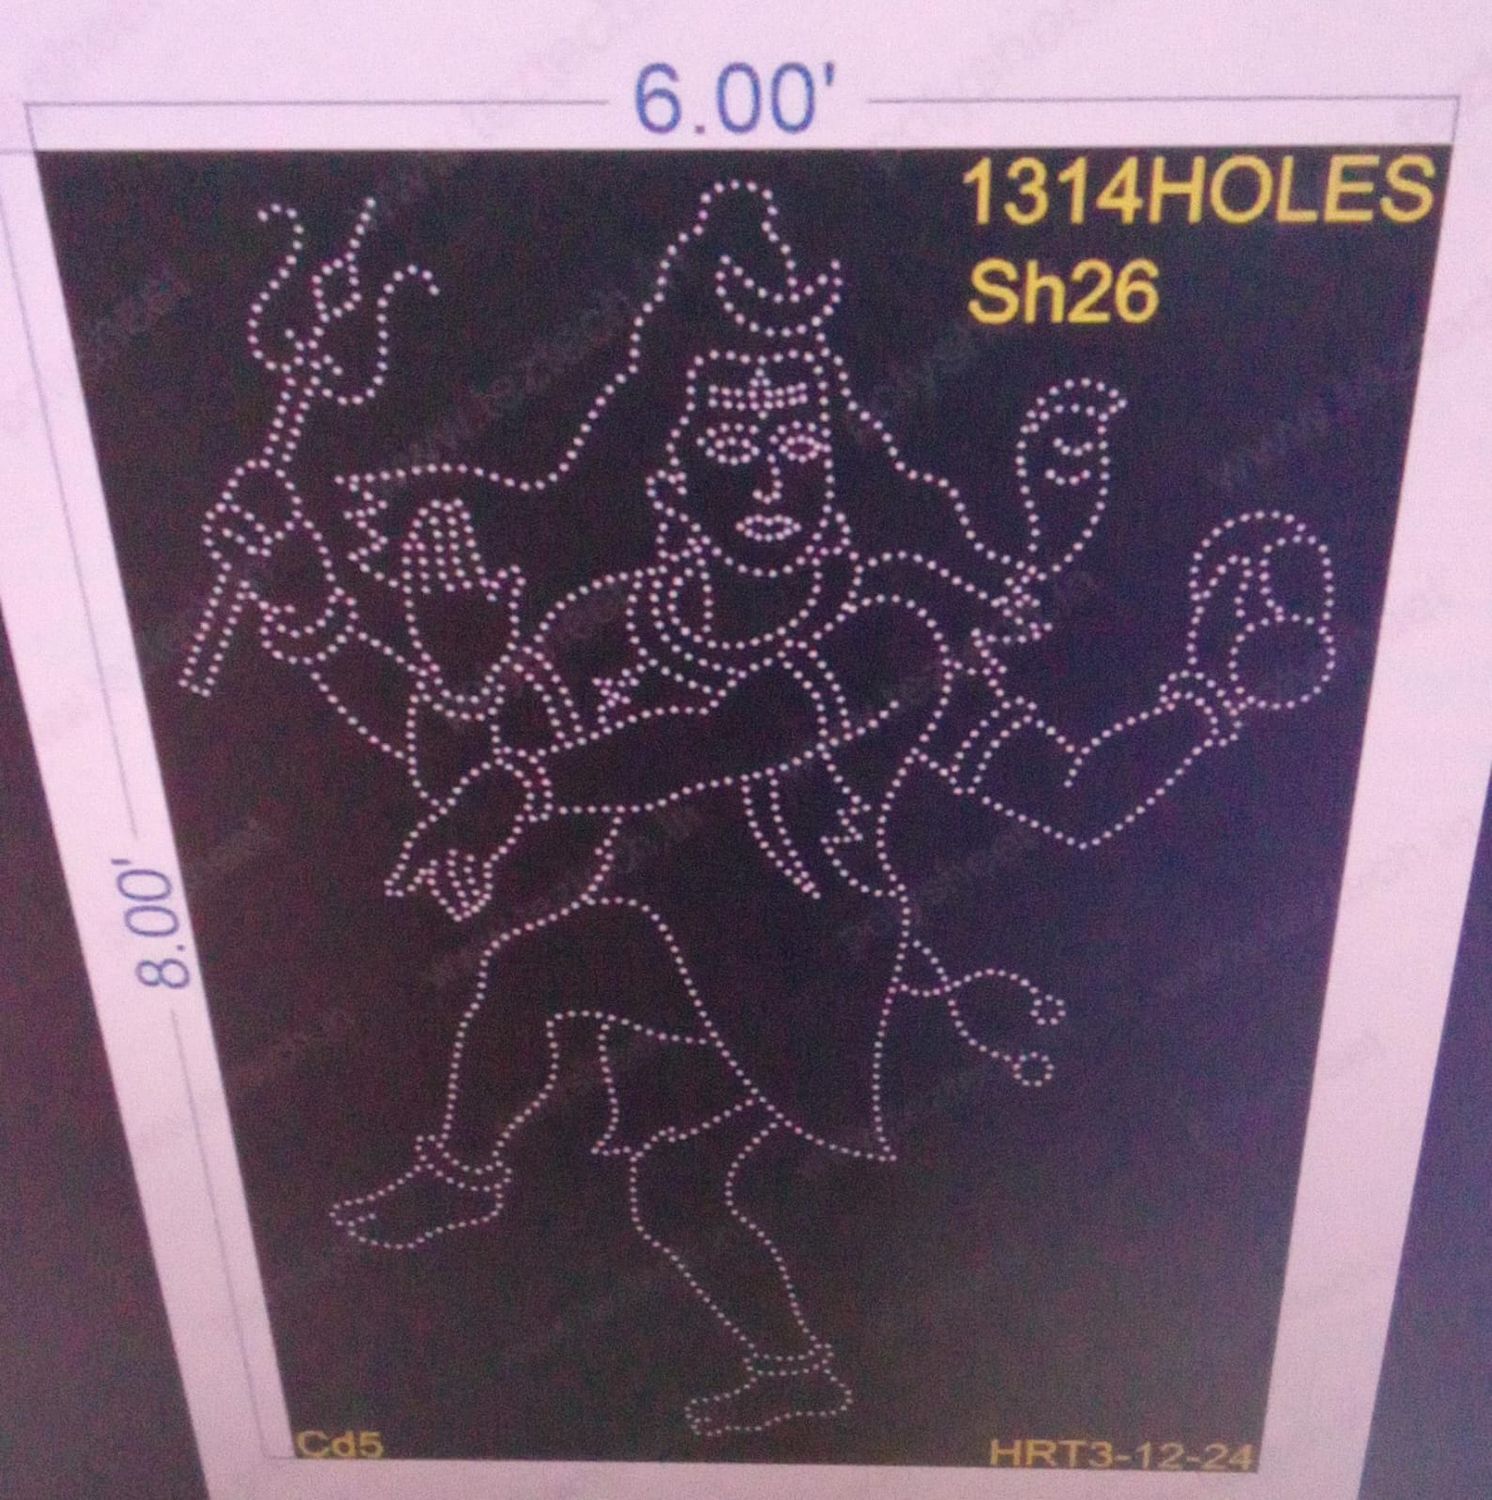 6.00'
1314HOLES
Sh26
8.00'
Cd5
HRT3-12-24